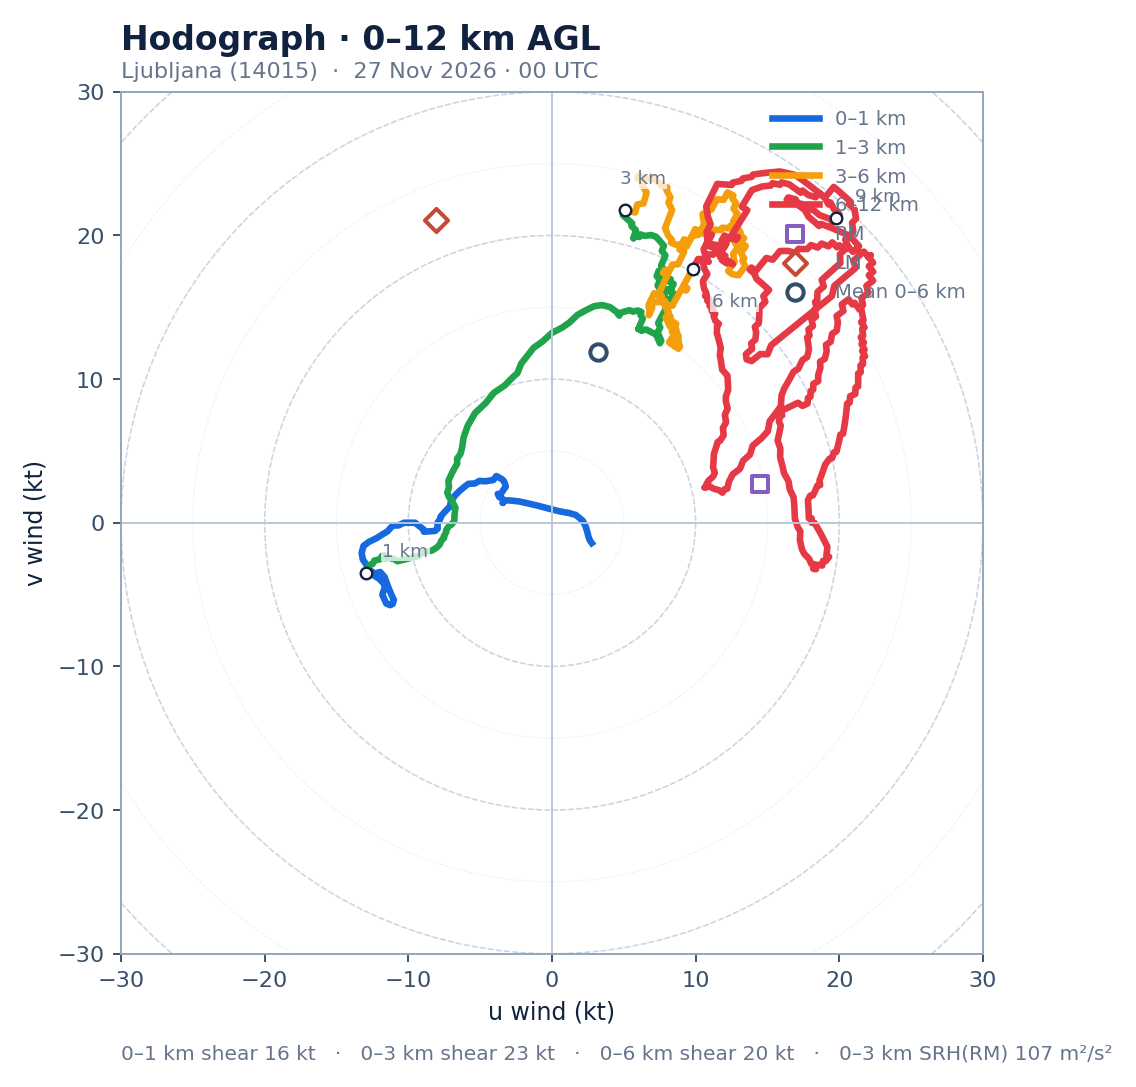 Hodograph · 0–12 km AGL
Ljubljana (14015) · 27 Nov 2026 · 00 UTC
0–1 km
1–3 km
3–6 km
6–12 km
RM
LM
Mean 0–6 km
3 km
9 km
6 km
1 km
30
20
10
0
−10
−20
−30
−30
−20
−10
0
10
20
30
v wind (kt)
u wind (kt)
0–1 km shear 16 kt · 0–3 km shear 23 kt · 0–6 km shear 20 kt · 0–3 km SRH(RM) 107 m²/s²